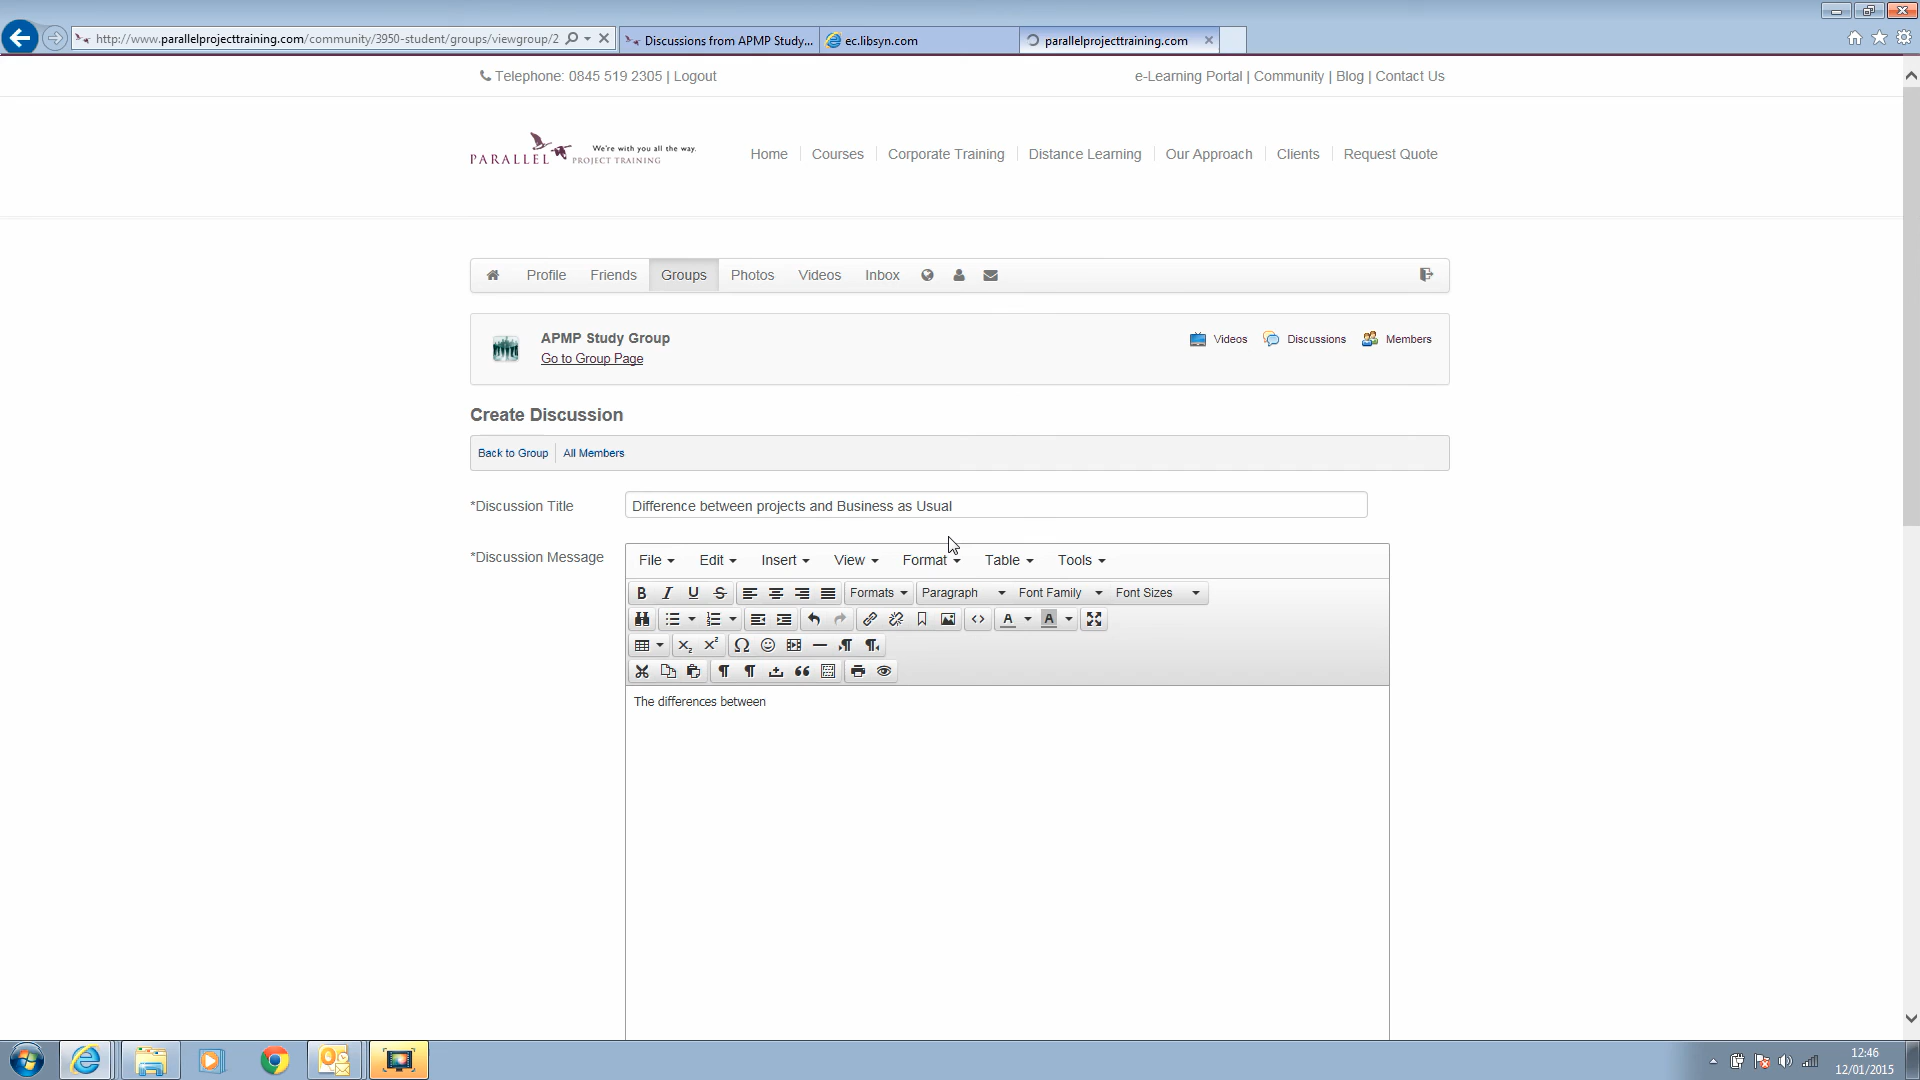 http://www.parallelprojecttraining.com/community/3950-student/groups/viewgroup/2
Discussions from APMP Study...
ec.libsyn.com
parallelprojecttraining.com
Telephone: 0845 519 2305 | Logout
e-Learning Portal | Community | Blog | Contact Us
PARALLEL PROJECT TRAINING
We're with you all the way.
Home
Courses
Corporate Training
Distance Learning
Our Approach
Clients
Request Quote
Profile
Friends
Groups
Photos
Videos
Inbox
APMP Study Group
Go to Group Page
Videos
Discussions
Members
Create Discussion
Back to Group
All Members
*Discussion Title
Difference between projects and Business as Usual
*Discussion Message
File
Edit
Insert
View
Format
Table
Tools
Formats
Paragraph
Font Family
Font Sizes
The differences between
12:46
12/01/2015